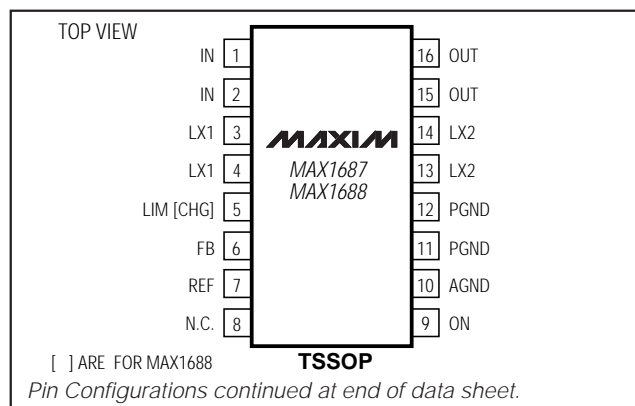 TOP VIEW
IN 1
IN 2
LX1 3
LX1 4
LIM [CHG] 5
FB 6
REF 7
N.C. 8
MAXIM
MAX1687
MAX1688
16 OUT
15 OUT
14 LX2
13 LX2
12 PGND
11 PGND
10 AGND
9 ON
[ ] ARE FOR MAX1688
TSSOP
Pin Configurations continued at end of data sheet.